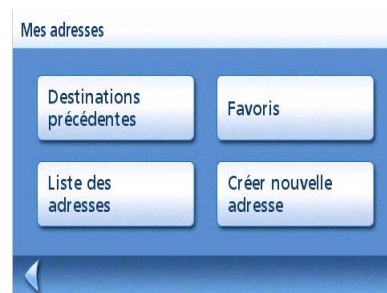 Mes adresses
Destinations
précédentes
Favoris
Liste des
adresses
Créer nouvelle
adresse